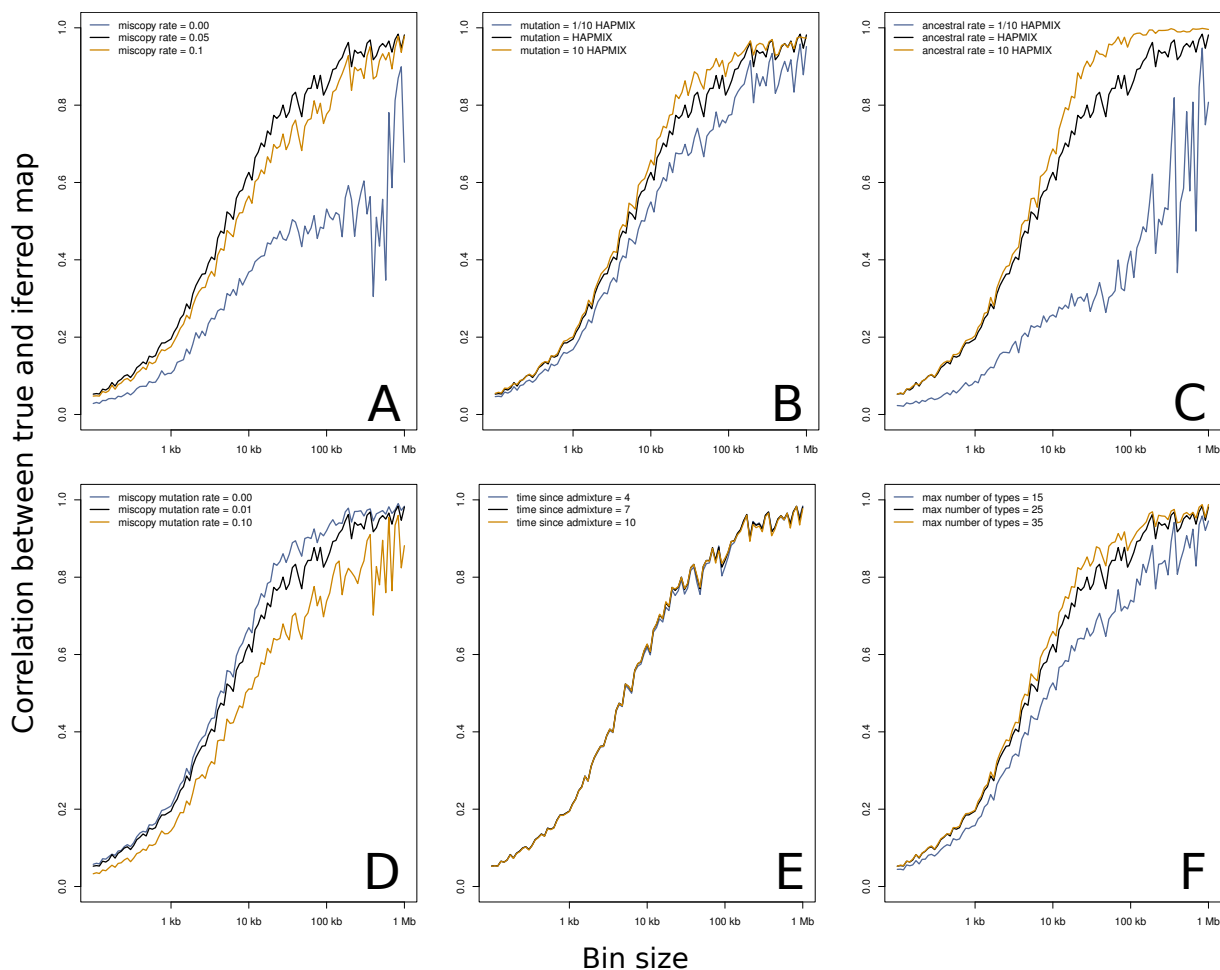 Correlation between true and iferred map
miscopy rate = 0.00
miscopy rate = 0.05
miscopy rate = 0.1
0.0
0.2
0.4
0.6
0.8
1.0
1 kb
10 kb
100 kb
1 Mb
A
mutation = 1/10 HAPMIX
mutation = HAPMIX
mutation = 10 HAPMIX
0.0
0.2
0.4
0.6
0.8
1.0
1 kb
10 kb
100 kb
1 Mb
B
ancestral rate = 1/10 HAPMIX
ancestral rate = HAPMIX
ancestral rate = 10 HAPMIX
0.0
0.2
0.4
0.6
0.8
1.0
1 kb
10 kb
100 kb
1 Mb
C
miscopy mutation rate = 0.00
miscopy mutation rate = 0.01
miscopy mutation rate = 0.10
0.0
0.2
0.4
0.6
0.8
1.0
1 kb
10 kb
100 kb
1 Mb
D
time since admixture = 4
time since admixture = 7
time since admixture = 10
0.0
0.2
0.4
0.6
0.8
1.0
1 kb
10 kb
100 kb
1 Mb
E
max number of types = 15
max number of types = 25
max number of types = 35
0.0
0.2
0.4
0.6
0.8
1.0
1 kb
10 kb
100 kb
1 Mb
F
Bin size